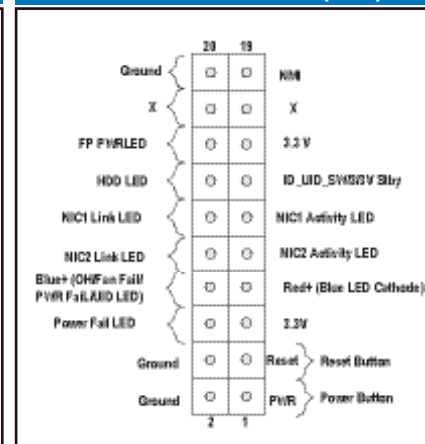 20 19
Ground NMI
X X
FP PWRLED 3.3 V
HDD LED ID_UID_SW/3/3V Stby
NIC1 Link LED NIC1 Activity LED
NIC2 Link LED NIC2 Activity LED
Blue+ (OH/Fan Fail/
PWR Fail/UID LED) Red+ (Blue LED Cathode)
Power Fail LED 3.3V
Ground Reset Reset Button
Ground PWR Power Button
2 1